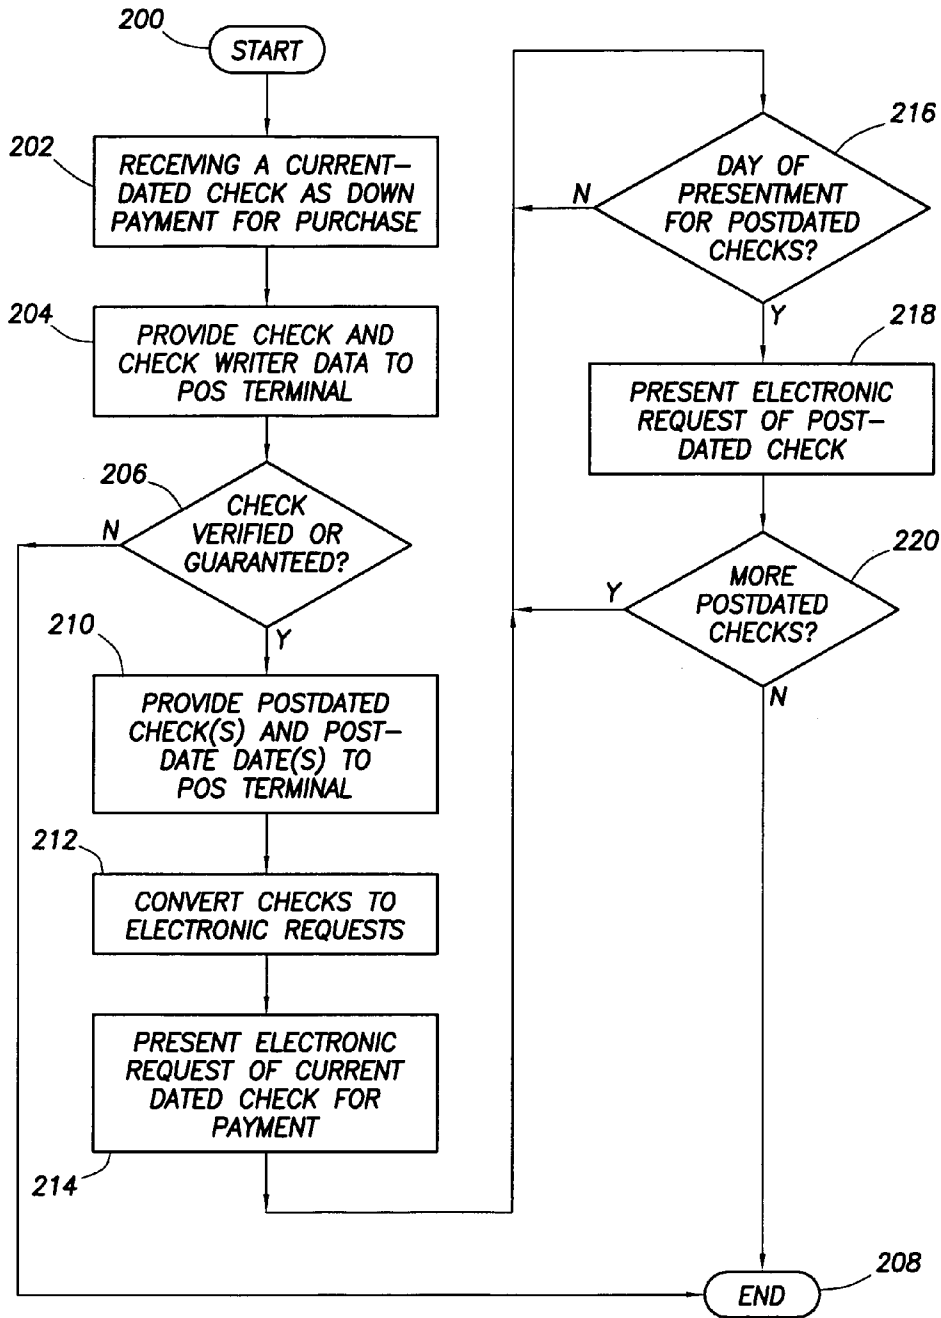 200
START
202
RECEIVING A CURRENT-
DATED CHECK AS DOWN
PAYMENT FOR PURCHASE
204
PROVIDE CHECK AND
CHECK WRITER DATA TO
POS TERMINAL
206
CHECK
VERIFIED OR
GUARANTEED?
N
Y
210
PROVIDE POSTDATED
CHECK(S) AND POST-
DATE DATE(S) TO
POS TERMINAL
212
CONVERT CHECKS TO
ELECTRONIC REQUESTS
PRESENT ELECTRONIC
REQUEST OF CURRENT
DATED CHECK FOR
PAYMENT
214
216
DAY OF
PRESENTMENT
FOR POSTDATED
CHECKS?
N
Y
218
PRESENT ELECTRONIC
REQUEST OF POST-
DATED CHECK
220
MORE
POSTDATED
CHECKS?
Y
N
208
END